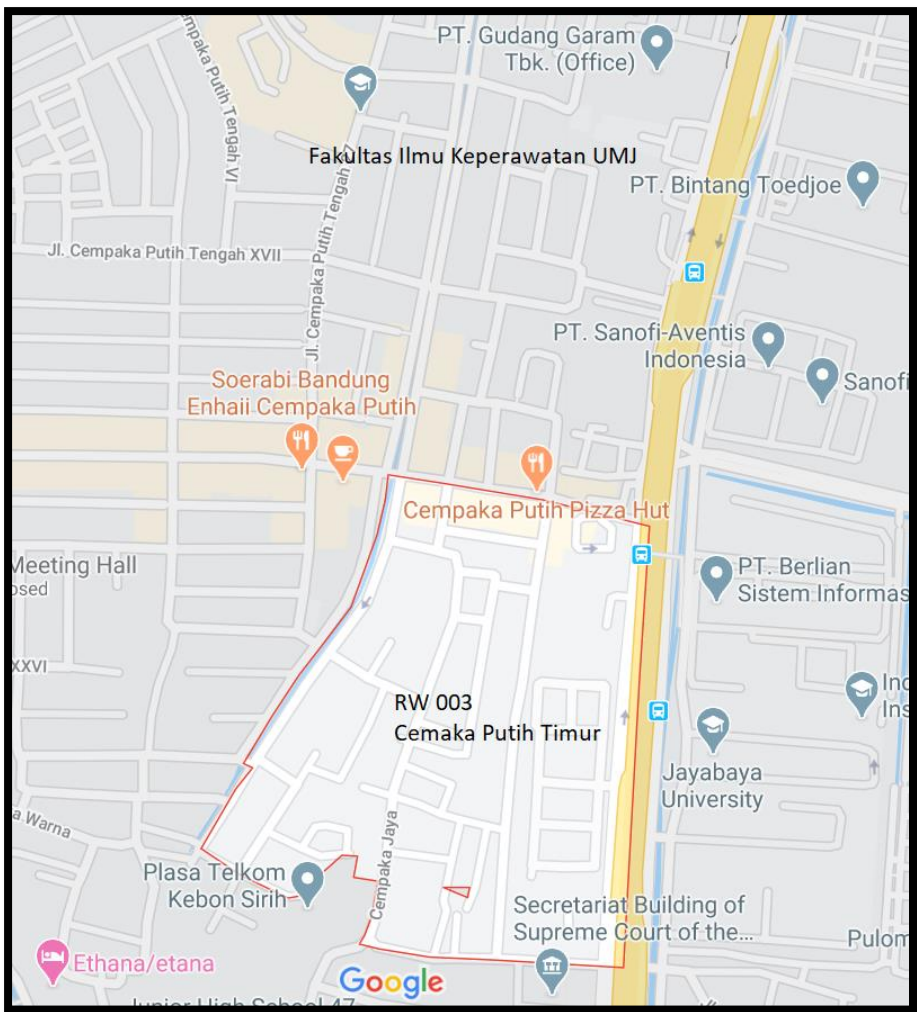 PT. Gudang Garam
Tbk. (Office)
empaka Putih Tengah VI
Fakultas Ilmu Keperawatan UMJ
PT. Bintang Toedjoe
Jl. Cempaka Putih Tengah XVII
Jl. Cempaka Putih Tengah
PT. Sanofi-Aventis
Indonesia
Sanofi
Soerabi Bandung
Enhaii Cempaka Putih
Cempaka Putih Pizza Hut
Meeting Hall
osed
PT. Berlian
Sistem Informas
XXVI
Ind
Ins
RW 003
Cemaka Putih Timur
Jayabaya
University
a Warna
Cempaka Jaya
Plasa Telkom
Kebon Sirih
Secretariat Building of
Supreme Court of the...
Pulom
Ethana/etana
Google
Junior High School 47